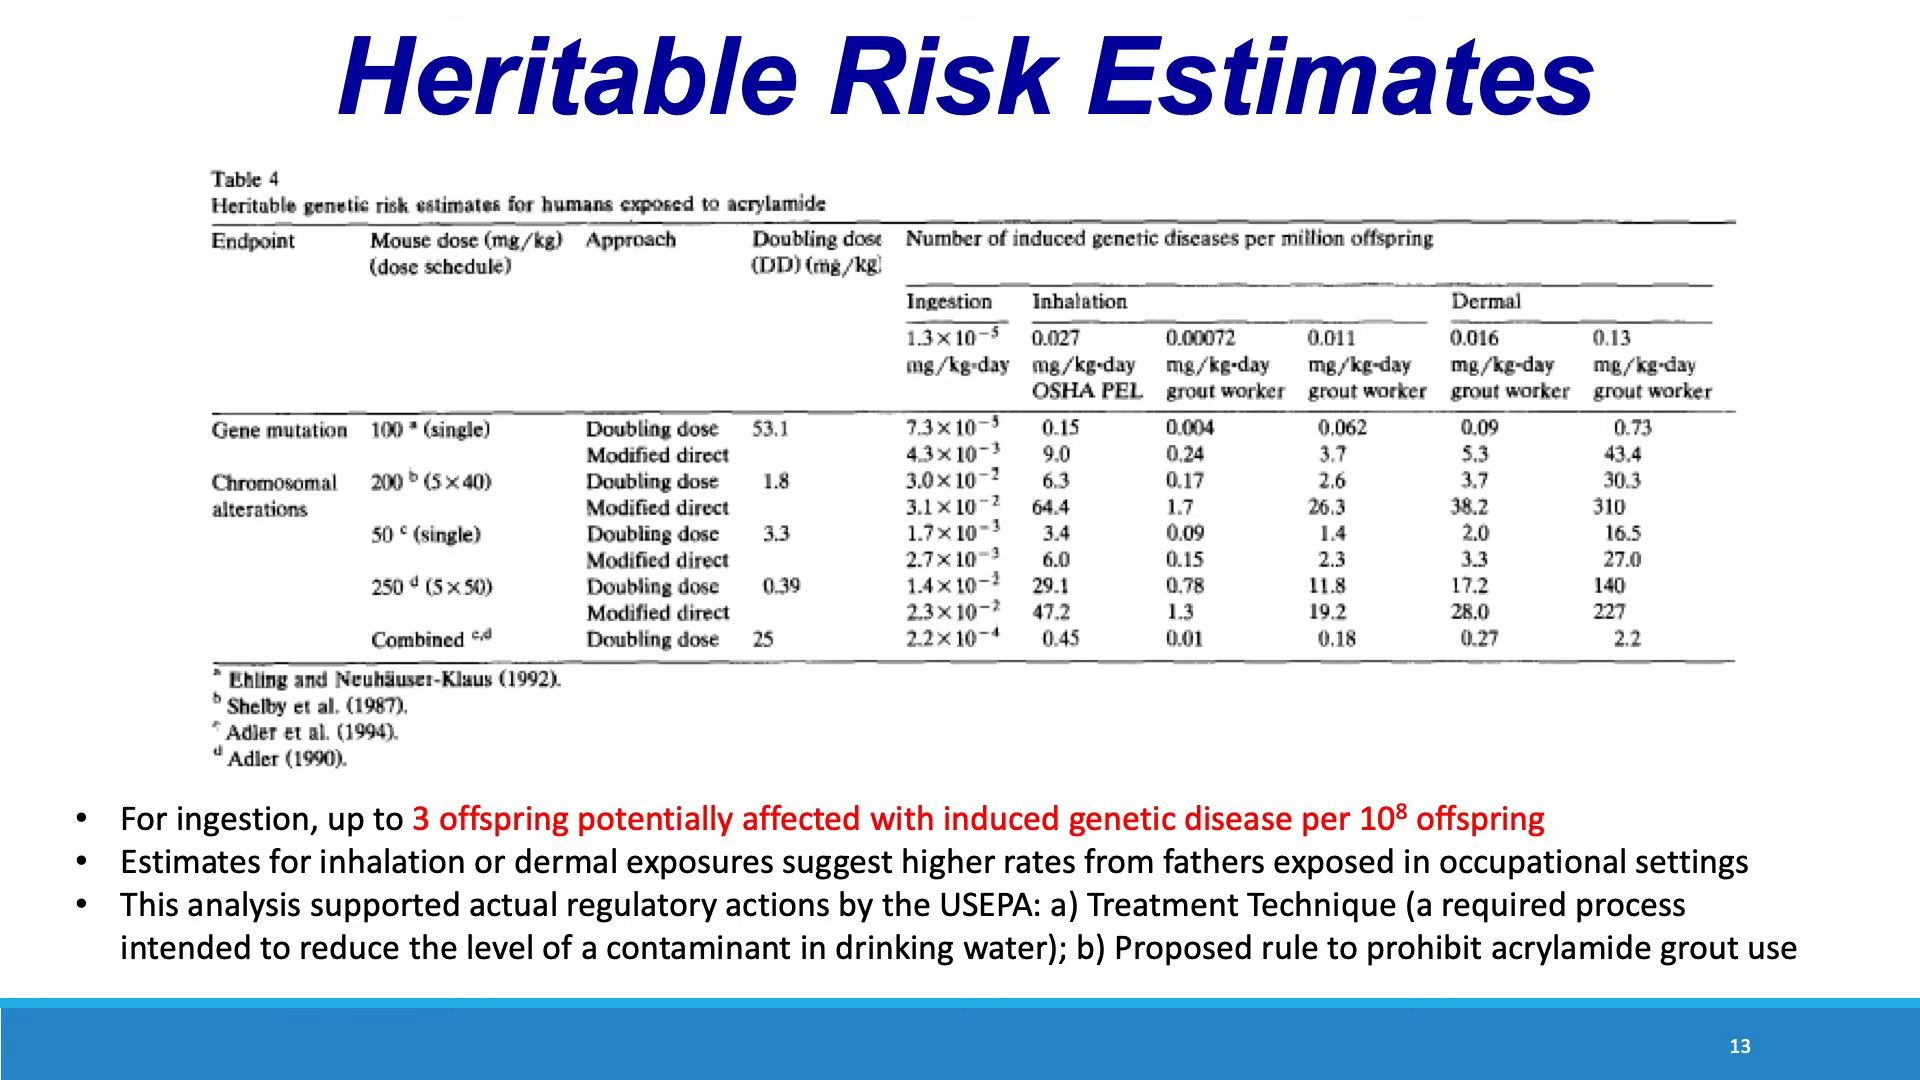 Heritable Risk Estimates
Table 4
Heritable genetic risk estimates for humans exposed to acrylamide
Endpoint Mouse dose (mg/kg) Approach Doubling dose Number of induced genetic diseases per million offspring
(dose schedule) (DD) (mg/kg)
Ingestion Inhalation Dermal
1.3×10⁻⁵ 0.027 0.00072 0.011 0.016 0.13
mg/kg-day mg/kg-day mg/kg-day mg/kg-day mg/kg-day mg/kg-day
OSHA PEL grout worker grout worker grout worker grout worker
Gene mutation 100 ᵃ (single) Doubling dose 53.1 7.3×10⁻⁵ 0.15 0.004 0.062 0.09 0.73
Modified direct 4.3×10⁻³ 9.0 0.24 3.7 5.3 43.4
Chromosomal 200 ᵇ (5×40) Doubling dose 1.8 3.0×10⁻² 6.3 0.17 2.6 3.7 30.3
alterations Modified direct 3.1×10⁻² 64.4 1.7 26.3 38.2 310
50 ᶜ (single) Doubling dose 3.3 1.7×10⁻³ 3.4 0.09 1.4 2.0 16.5
Modified direct 2.7×10⁻³ 6.0 0.15 2.3 3.3 27.0
250 ᵈ (5×50) Doubling dose 0.39 1.4×10⁻² 29.1 0.78 11.8 17.2 140
Modified direct 2.3×10⁻² 47.2 1.3 19.2 28.0 227
Combined ᶜ,ᵈ Doubling dose 25 2.2×10⁻⁴ 0.45 0.01 0.18 0.27 2.2
ᵃ Ehling and Neuhäuser-Klaus (1992).
ᵇ Shelby et al. (1987).
ᶜ Adler et al. (1994).
ᵈ Adler (1990).
• For ingestion, up to 3 offspring potentially affected with induced genetic disease per 10⁸ offspring
• Estimates for inhalation or dermal exposures suggest higher rates from fathers exposed in occupational settings
• This analysis supported actual regulatory actions by the USEPA: a) Treatment Technique (a required process
intended to reduce the level of a contaminant in drinking water); b) Proposed rule to prohibit acrylamide grout use
13